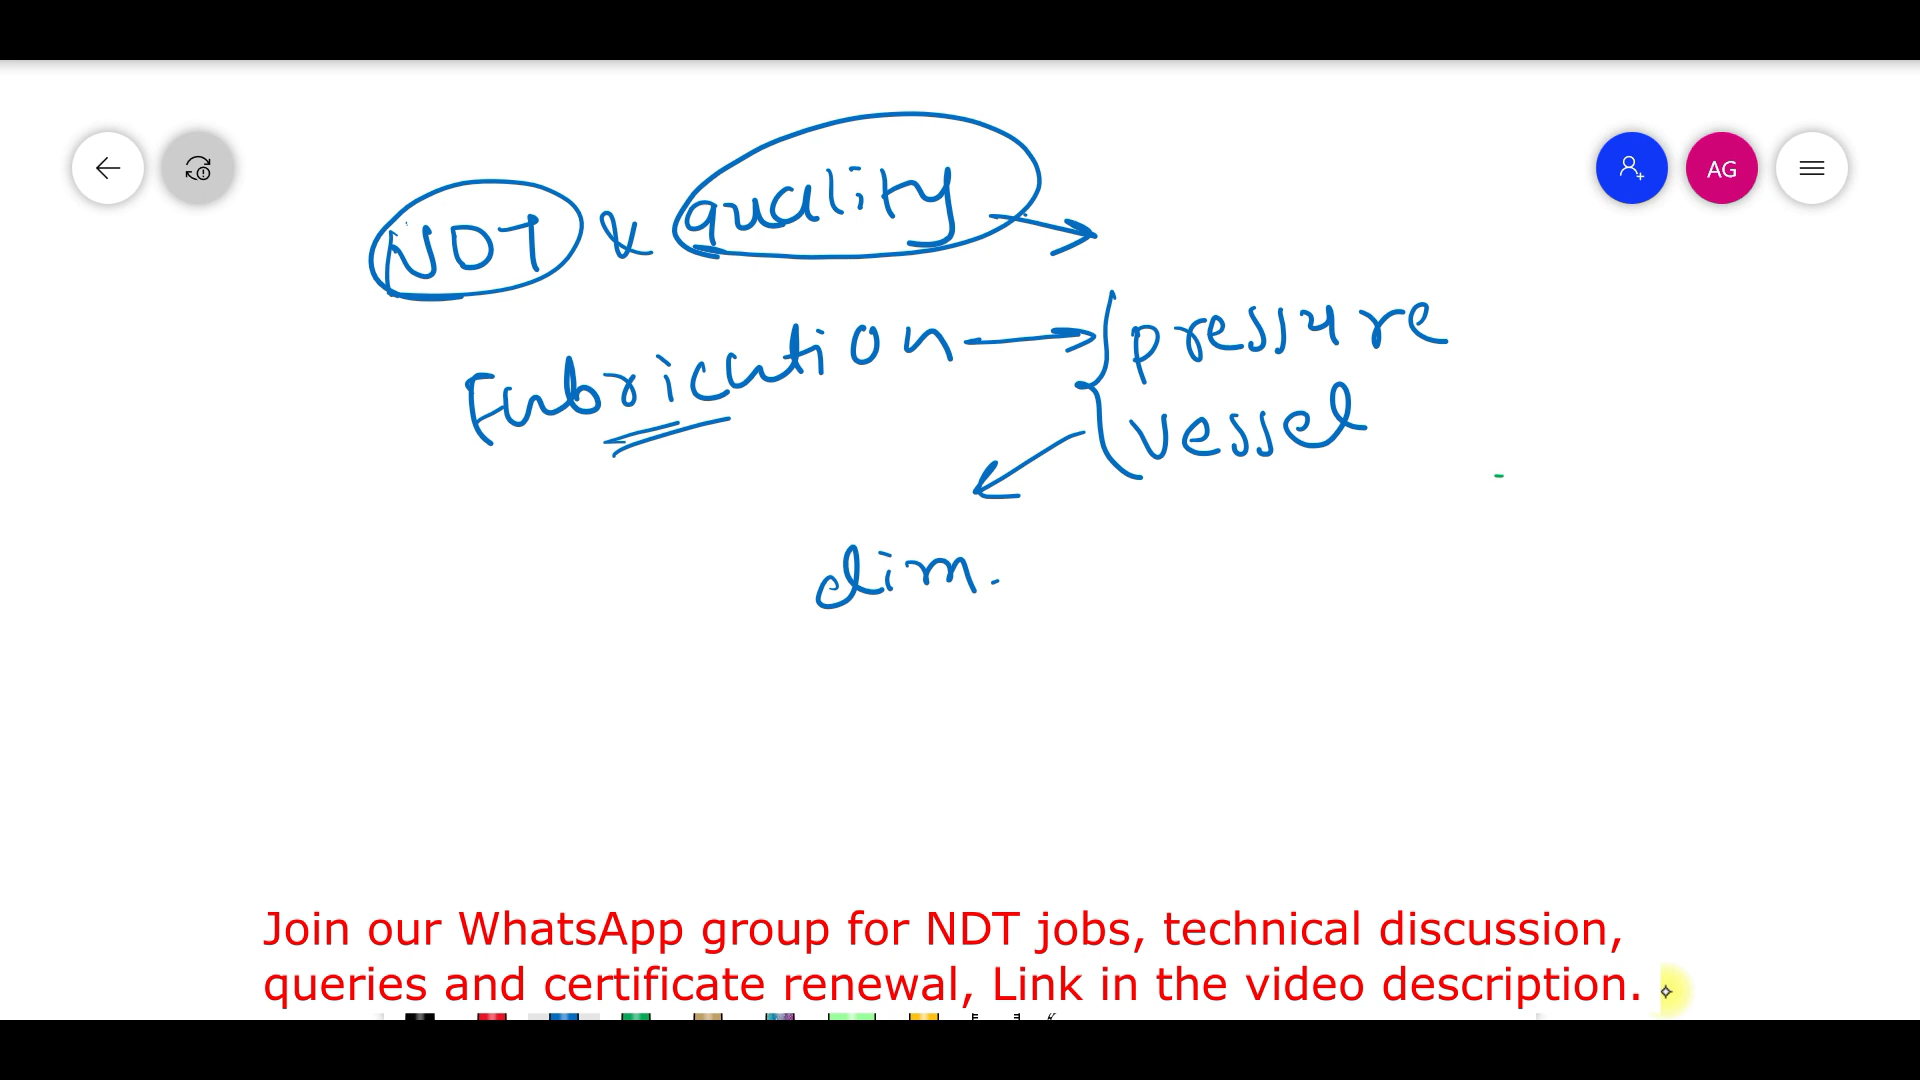 AG
NDT & quality
Fabrication
pressure
vessel
dim.
Join our WhatsApp group for NDT jobs, technical discussion,
queries and certificate renewal, Link in the video description.